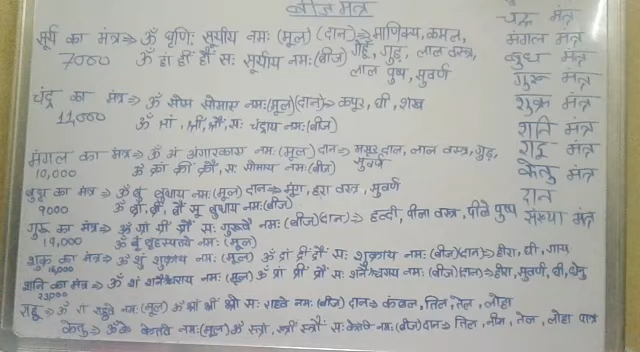 बीज मंत्र
सूर्य का मंत्र⇒ ॐ घृणि: सूर्याय नमः (मूल) (दान)⇒ माणिक्य, कमल,
7000 ॐ हां हीं हौं सः सूर्याय नमः (बीज) गेहूँ, गुड़, लाल वस्त्र,
लाल पुष्प, सुवर्ण
चंद्र का मंत्र⇒ ॐ सोम सोमाय नमः (मूल) (दान)⇒ कपूर, घी, शंख
11,000 ॐ श्रां, श्रीं, श्रौं, सः चंद्राय नमः (बीज)
मंगल का मंत्र⇒ ॐ अं अंगारकाय नमः (मूल) दान⇒ मसूर दाल, लाल वस्त्र, गुड़,
सुवर्ण
10,000 ॐ क्रां क्रीं क्रौं, सः सोमाय नमः (बीज)
बुद्ध का मंत्र⇒ ॐ बु बुधाय नमः (मूल) दान⇒ मुंग, हरा वस्त्र, सुवर्ण
9000 ॐ ब्रां, ब्रीं, ब्रौं सः बुधाय नमः (बीज)
गुरू का मंत्र⇒ ॐ ग्रां ग्रीं ग्रौं सः गुरूवै नमः (बीज) दान⇒ हल्दी, पीला वस्त्र, पीले पुष्प
19,000 ॐ बृं बृहस्पतये नमः (मूल)
शुक्र का मंत्र⇒ ॐ शुं शुक्राय नमः (मूल) ॐ द्रां द्रीं द्रौं सः शुक्राय नमः (बीज) (दान)⇒ हीरा, घी, गाय
16,000
शनि का मंत्र⇒ ॐ शं शनैश्चराय नमः (मूल) ॐ प्रां प्रीं प्रौं सः शनैश्चराय नमः (बीज) (दान)⇒ हीरा, सुवर्ण, घी, धेनु
23000
राहू⇒ ॐ रां राहुवे नमः (मूल) ॐ भ्रां भ्रीं भ्रौं सः राहवे नमः (बीज) दान⇒ कंबल, तिल, तेल, लोहा
केतु⇒ ॐ कें केतवे नमः (मूल) ॐ स्त्रां, स्त्रीं स्त्रौं सः केतवे नमः (बीज) दान⇒ तिल, नीम, तेल, लोहा पात्र
चंद्र मंत्र
मंगल मंत्र
बुध मंत्र
गुरू मंत्र
शुक्र मंत्र
शनि मंत्र
राहू मंत्र
केतु मंत्र
दान
संख्या मंत्र